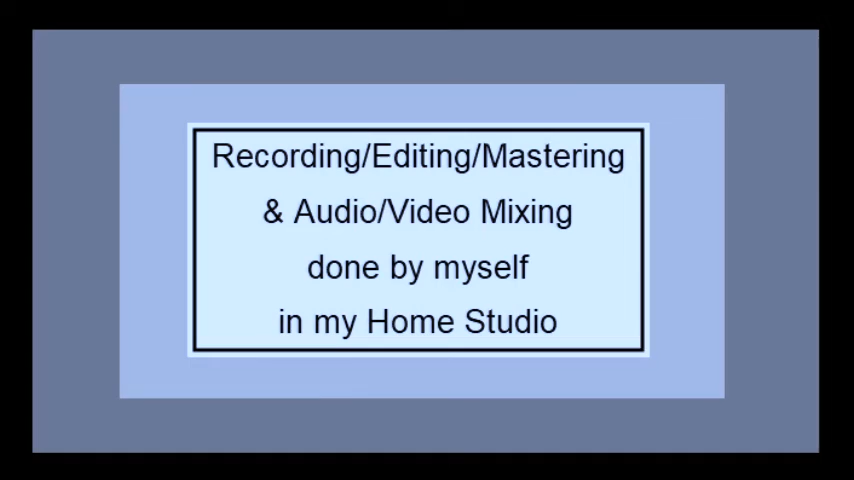 Recording/Editing/Mastering
& Audio/Video Mixing
done by myself
in my Home Studio